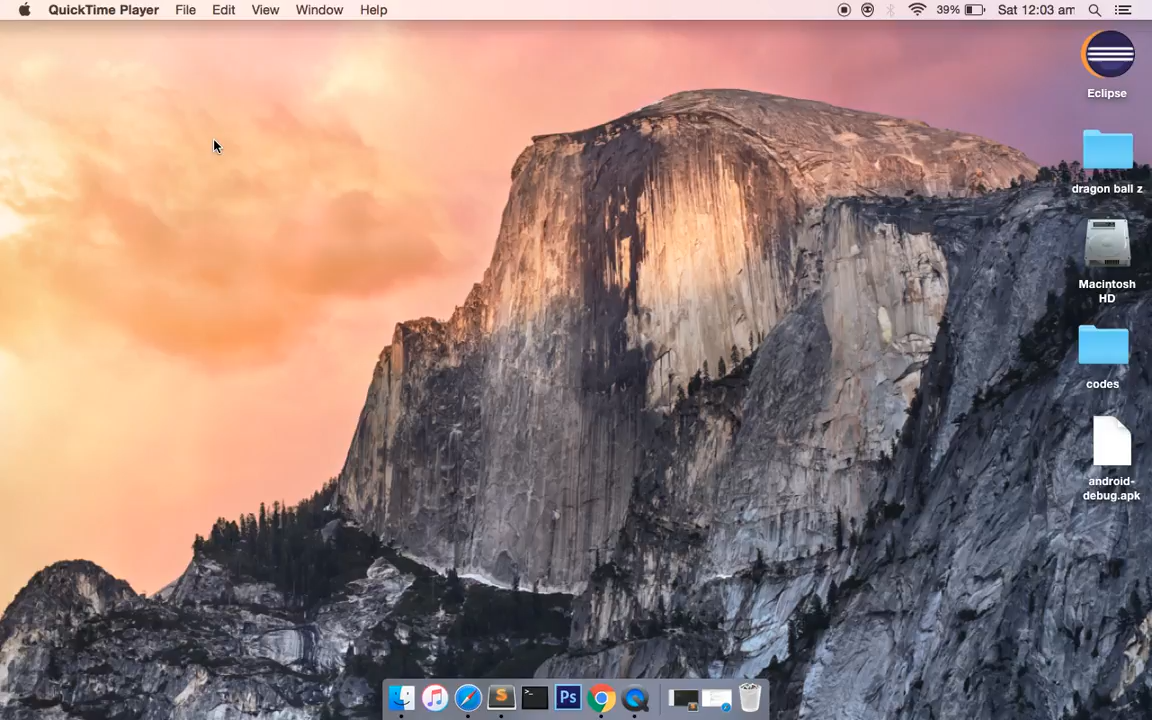 QuickTime Player File Edit View Window Help 39% Sat 12:03 am
Eclipse
dragon ball z
Macintosh
HD
codes
android-
debug.apk
S >_ Ps